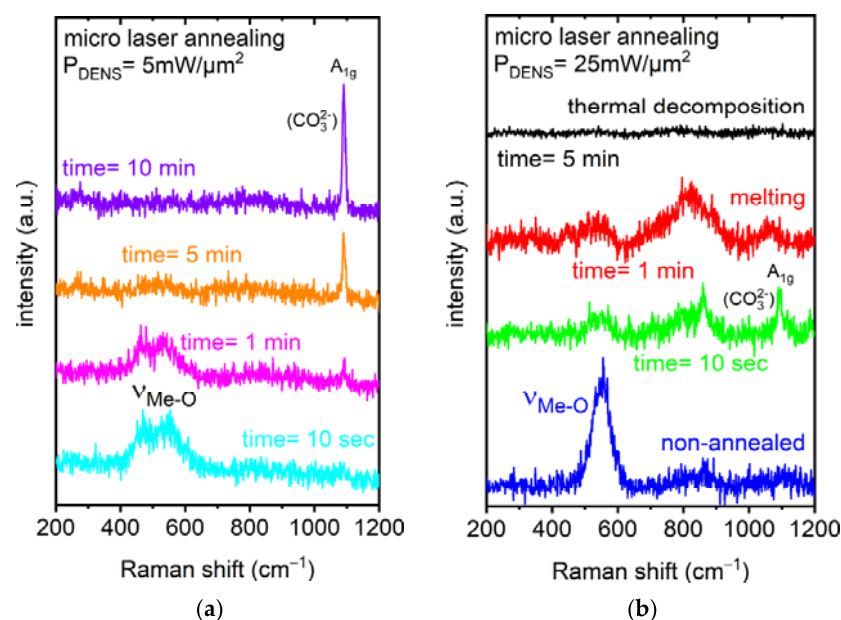 micro laser annealing
P_DENS= 5mW/µm²
A₁g
(CO₃²⁻)
time= 10 min
time= 5 min
time= 1 min
ν_Me-O
time= 10 sec
intensity (a.u.)
200 400 600 800 1000 1200
Raman shift (cm⁻¹)
(a)
micro laser annealing
P_DENS= 25mW/µm²
thermal decomposition
time= 5 min
melting
time= 1 min
A₁g
(CO₃²⁻)
time= 10 sec
ν_Me-O
non-annealed
intensity (a.u.)
200 400 600 800 1000 1200
Raman shift (cm⁻¹)
(b)